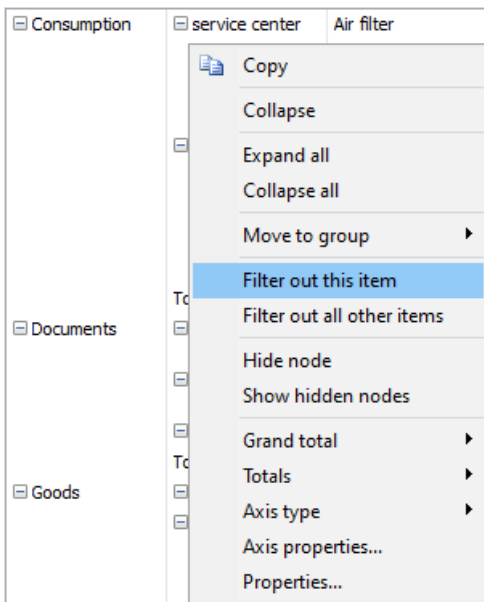 Consumption service center Air filter
Copy
Collapse
Expand all
Collapse all
Move to group
Filter out this item
Filter out all other items
Documents
Hide node
Show hidden nodes
Grand total
Totals
Goods
Axis type
Axis properties...
Properties...